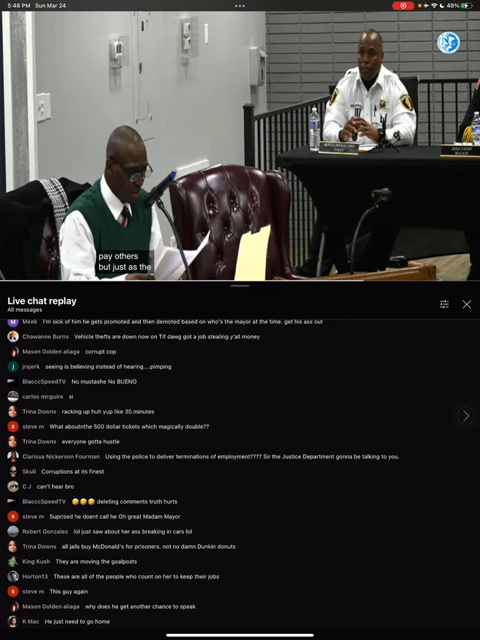 5:48 PM Sun Mar 24
49%
pay others
but just as the
Live chat replay
All messages
Meek I'm sick of him he gets promoted and then demoted based on who's the mayor at the time. get his ass out
Chawanne Burns Vehicle thefts are down now on Tif dawg got a job stealing y'all money
Mason Golden aliaga corrupt cop
jrsjerk seeing is believing instead of hearing....pimping
BlacccSpeedTV No mustashe No BUENO
carlos mcguire si
Trina Downs racking up huh yup like 30.minutes
steve m What aboutnthe 500 dollar tickets which magically double??
Trina Downs everyone gotta hustle
Clarissa Nickerson Fourman Using the police to deliver terminations of employment???? Sir the Justice Department gonna be talking to you.
Skull Corruptions at its finest
C J can't hear bro
BlacccSpeedTV 🤣🤣🤣 deleting comments truth hurts
steve m Suprised he doent call he Oh great Madam Mayor
Robert Gonzalez lol just saw about her ass breaking in cars lol
Trina Downs all jails buy McDonald's for prisoners. not no Dunkin donuts
King Kush They are moving the goalposts
Horton13 These are all of the people who count on her to keep their jobs
steve m This guy again
Mason Golden aliaga why does he get another chance to speak
K Mac He just need to go home